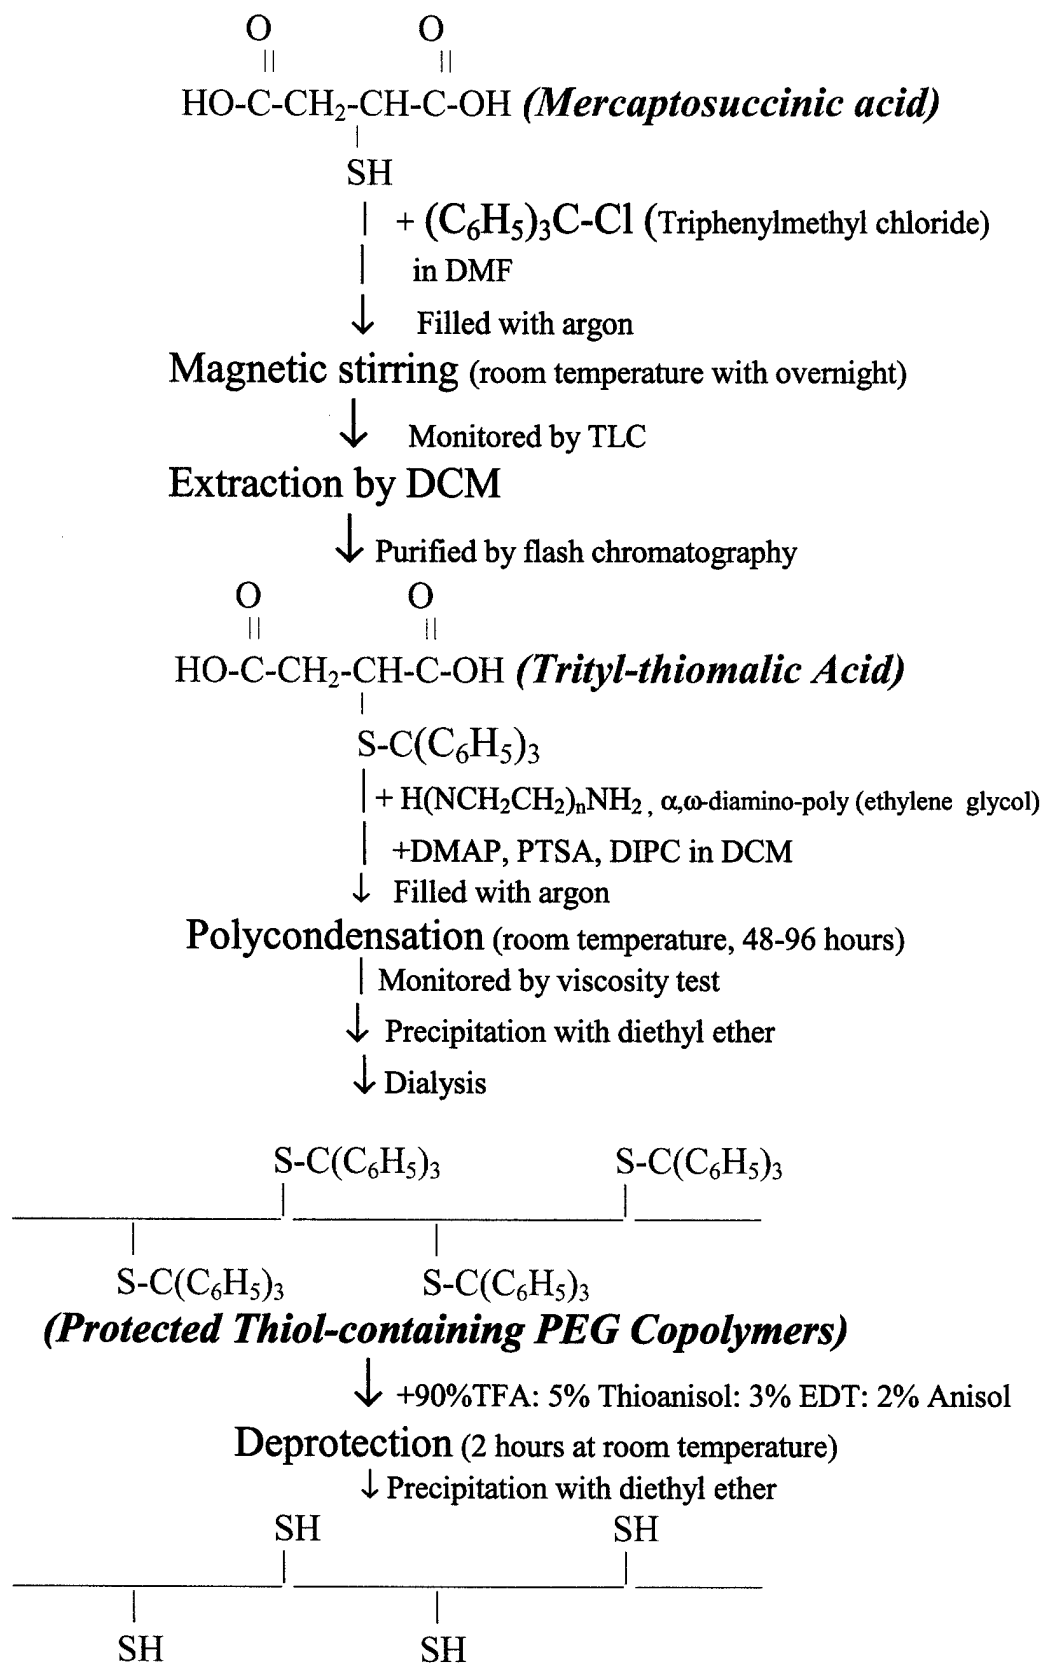 O O
|| ||
HO-C-CH₂-CH-C-OH (Mercaptosuccinic acid)
SH
+ (C₆H₅)₃C-Cl (Triphenylmethyl chloride)
in DMF
Filled with argon
Magnetic stirring (room temperature with overnight)
Monitored by TLC
Extraction by DCM
Purified by flash chromatography
O O
|| ||
HO-C-CH₂-CH-C-OH (Trityl-thiomalic Acid)
S-C(C₆H₅)₃
+ H(NCH₂CH₂)ₙNH₂ , α,ω-diamino-poly (ethylene glycol)
+DMAP, PTSA, DIPC in DCM
Filled with argon
Polycondensation (room temperature, 48-96 hours)
Monitored by viscosity test
Precipitation with diethyl ether
Dialysis
S-C(C₆H₅)₃ S-C(C₆H₅)₃
S-C(C₆H₅)₃ S-C(C₆H₅)₃
(Protected Thiol-containing PEG Copolymers)
+90%TFA: 5% Thioanisol: 3% EDT: 2% Anisol
Deprotection (2 hours at room temperature)
Precipitation with diethyl ether
SH SH
SH SH